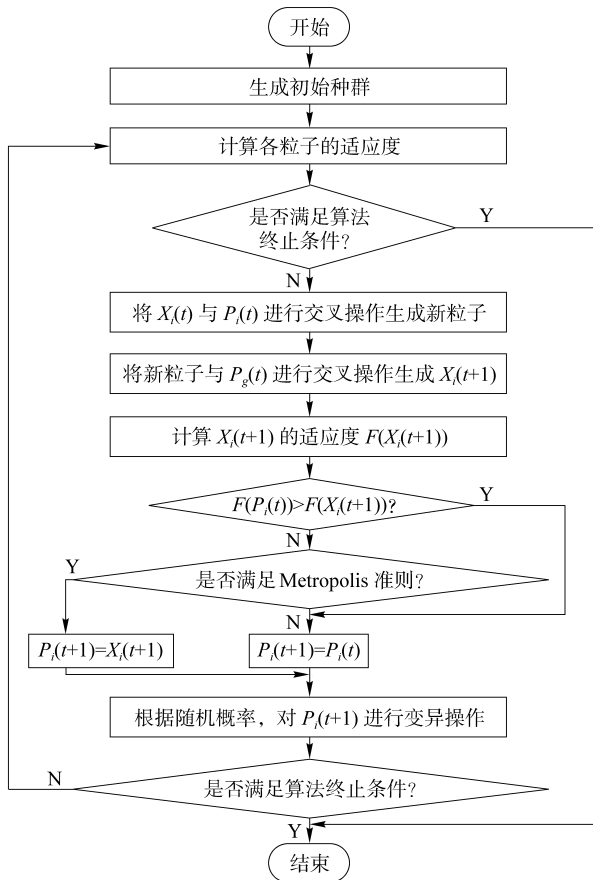 开始
生成初始种群
计算各粒子的适应度
是否满足算法
终止条件?
Y
N
将 Xi(t) 与 Pi(t) 进行交叉操作生成新粒子
将新粒子与 Pg(t) 进行交叉操作生成 Xi(t+1)
计算 Xi(t+1) 的适应度 F(Xi(t+1))
F(Pi(t))>F(Xi(t+1))?
Y
N
Y
是否满足 Metropolis 准则?
N
Pi(t+1)=Xi(t+1)
Pi(t+1)=Pi(t)
根据随机概率，对 Pi(t+1) 进行变异操作
N
是否满足算法终止条件?
Y
结束